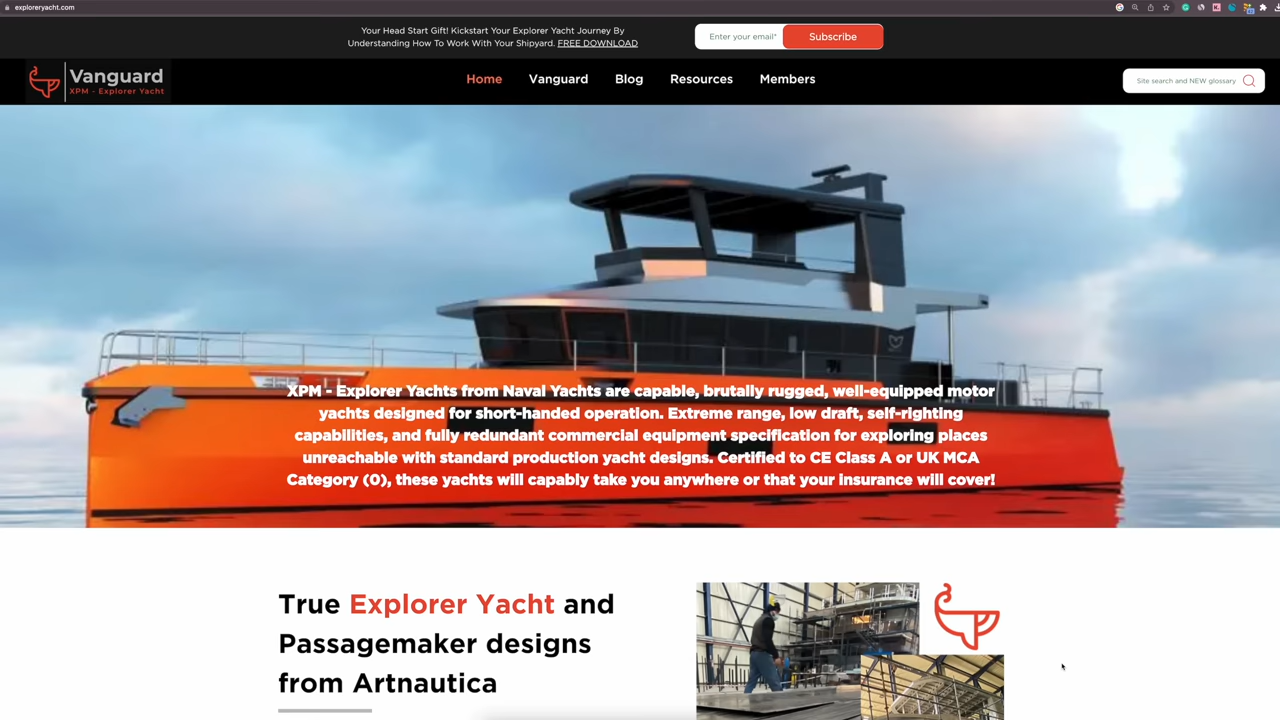 exploreryacht.com
Your Head Start Gift! Kickstart Your Explorer Yacht Journey By
Understanding How To Work With Your Shipyard. FREE DOWNLOAD
Enter your email*
Subscribe
Vanguard
XPM - Explorer Yacht
Home
Vanguard
Blog
Resources
Members
Site search and NEW glossary
XPM - Explorer Yachts from Naval Yachts are capable, brutally rugged, well-equipped motor
yachts designed for short-handed operation. Extreme range, low draft, self-righting
capabilities, and fully redundant commercial equipment specification for exploring places
unreachable with standard production yacht designs. Certified to CE Class A or UK MCA
Category (0), these yachts will capably take you anywhere or that your insurance will cover!
True Explorer Yacht and
Passagemaker designs
from Artnautica